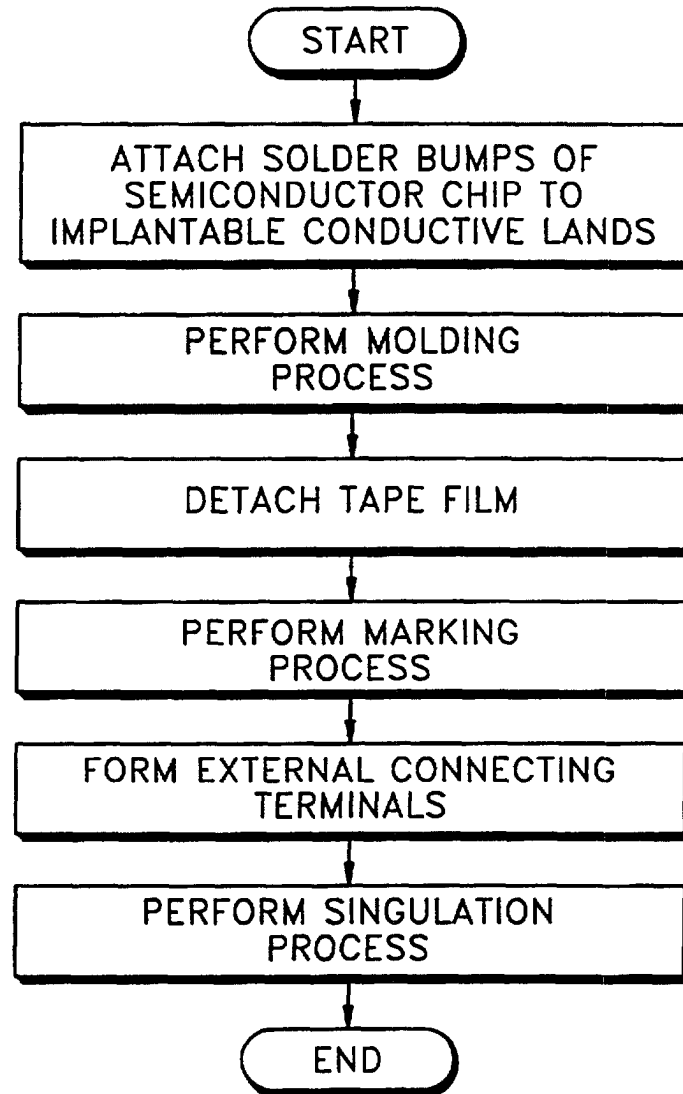 START
ATTACH SOLDER BUMPS OF
SEMICONDUCTOR CHIP TO
IMPLANTABLE CONDUCTIVE LANDS
PERFORM MOLDING
PROCESS
DETACH TAPE FILM
PERFORM MARKING
PROCESS
FORM EXTERNAL CONNECTING
TERMINALS
PERFORM SINGULATION
PROCESS
END